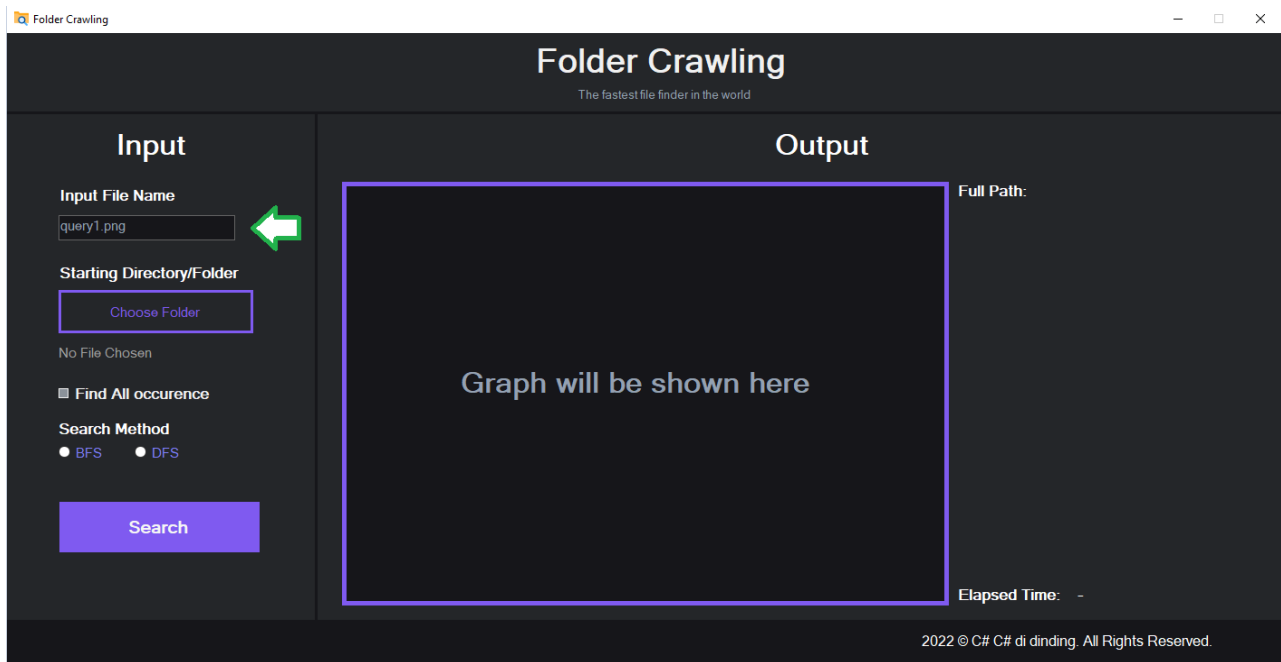 Folder Crawling
Folder Crawling
The fastest file finder in the world
Input
Input File Name
query1.png
Starting Directory/Folder
Choose Folder
No File Chosen
Find All occurence
Search Method
BFS DFS
Search
Output
Graph will be shown here
Full Path:
Elapsed Time: -
2022 © C# C# di dinding. All Rights Reserved.